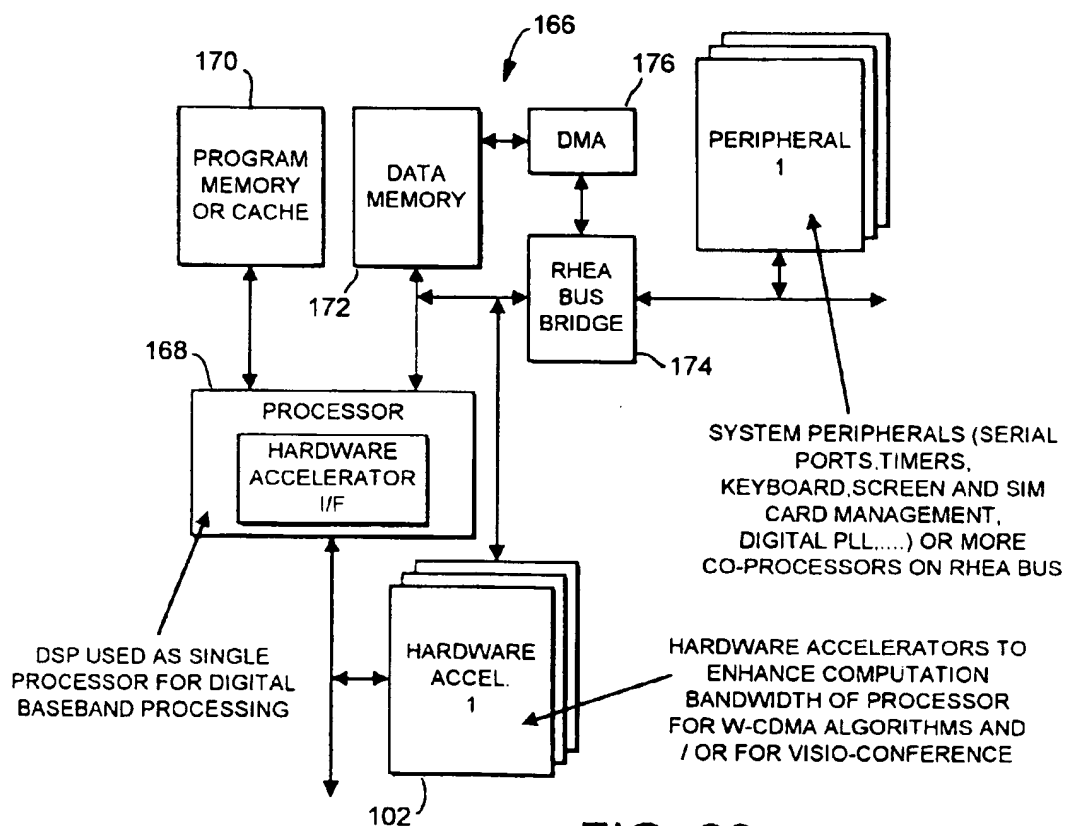 166
170
176
PROGRAM
MEMORY
OR CACHE
DATA
MEMORY
DMA
PERIPHERAL
1
172
RHEA
BUS
BRIDGE
174
168
PROCESSOR
HARDWARE
ACCELERATOR
I/F
SYSTEM PERIPHERALS (SERIAL
PORTS,TIMERS,
KEYBOARD,SCREEN AND SIM
CARD MANAGEMENT,
DIGITAL PLL,....) OR MORE
CO-PROCESSORS ON RHEA BUS
DSP USED AS SINGLE
PROCESSOR FOR DIGITAL
BASEBAND PROCESSING
HARDWARE
ACCEL.
1
HARDWARE ACCELERATORS TO
ENHANCE COMPUTATION
BANDWIDTH OF PROCESSOR
FOR W-CDMA ALGORITHMS AND
/ OR FOR VISIO-CONFERENCE
102